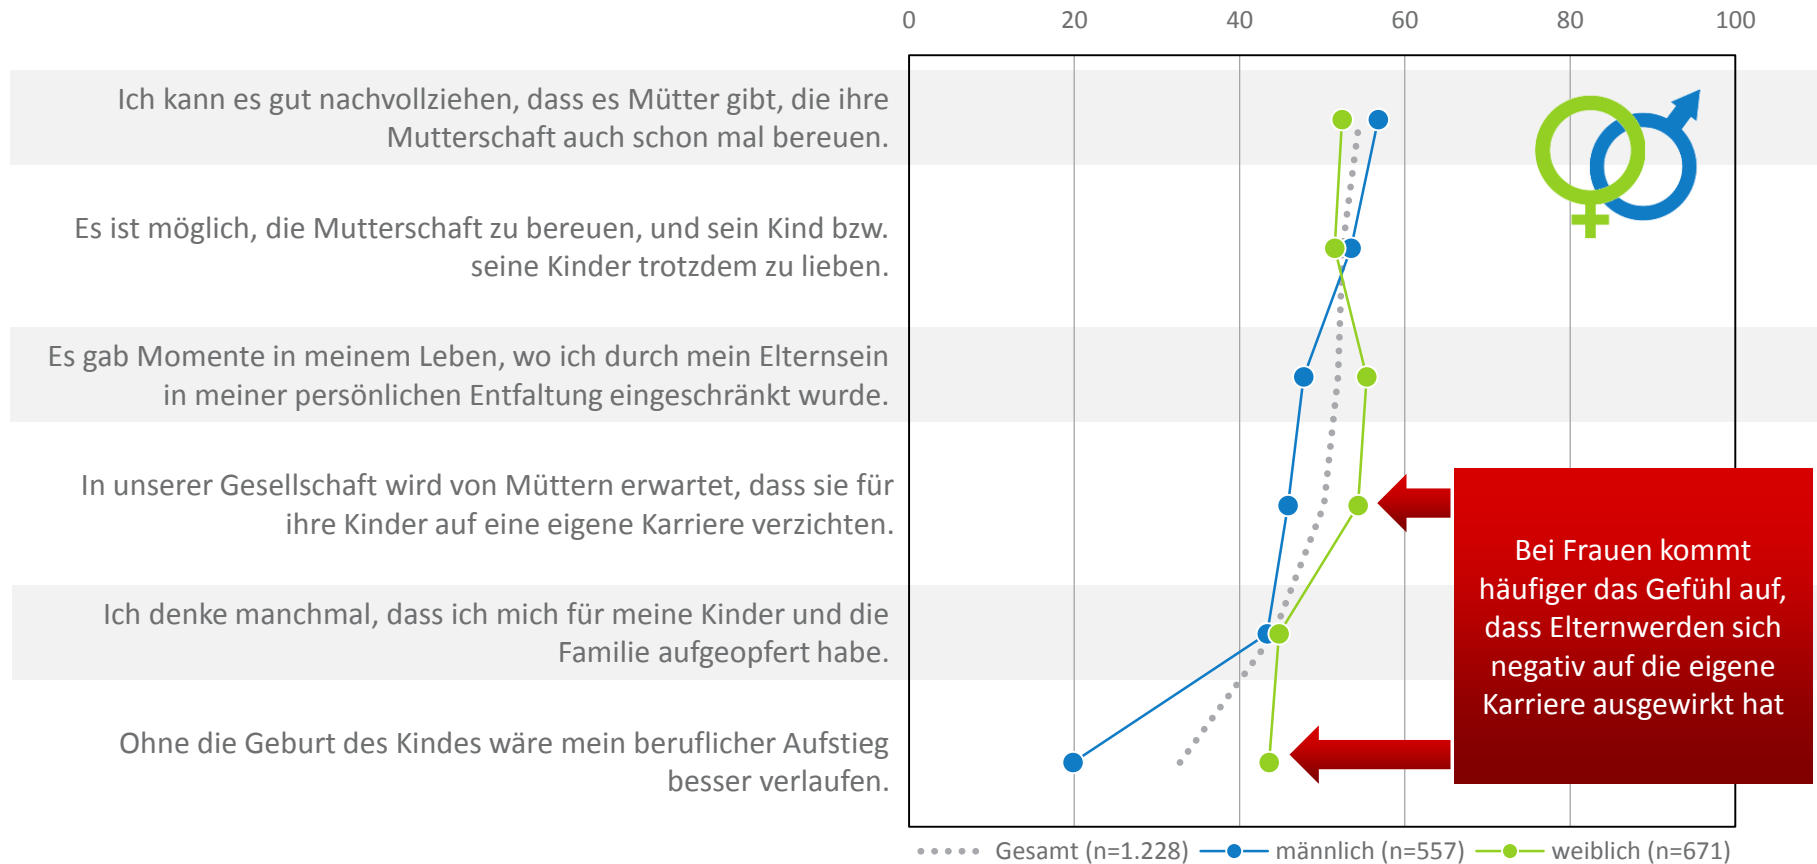 0 20 40 60 80 100
Ich kann es gut nachvollziehen, dass es Mütter gibt, die ihre
Mutterschaft auch schon mal bereuen.
Es ist möglich, die Mutterschaft zu bereuen, und sein Kind bzw.
seine Kinder trotzdem zu lieben.
Es gab Momente in meinem Leben, wo ich durch mein Elternsein
in meiner persönlichen Entfaltung eingeschränkt wurde.
In unserer Gesellschaft wird von Müttern erwartet, dass sie für
ihre Kinder auf eine eigene Karriere verzichten.
Ich denke manchmal, dass ich mich für meine Kinder und die
Familie aufgeopfert habe.
Ohne die Geburt des Kindes wäre mein beruflicher Aufstieg
besser verlaufen.
Bei Frauen kommt
häufiger das Gefühl auf,
dass Elternwerden sich
negativ auf die eigene
Karriere ausgewirkt hat
Gesamt (n=1.228) männlich (n=557) weiblich (n=671)